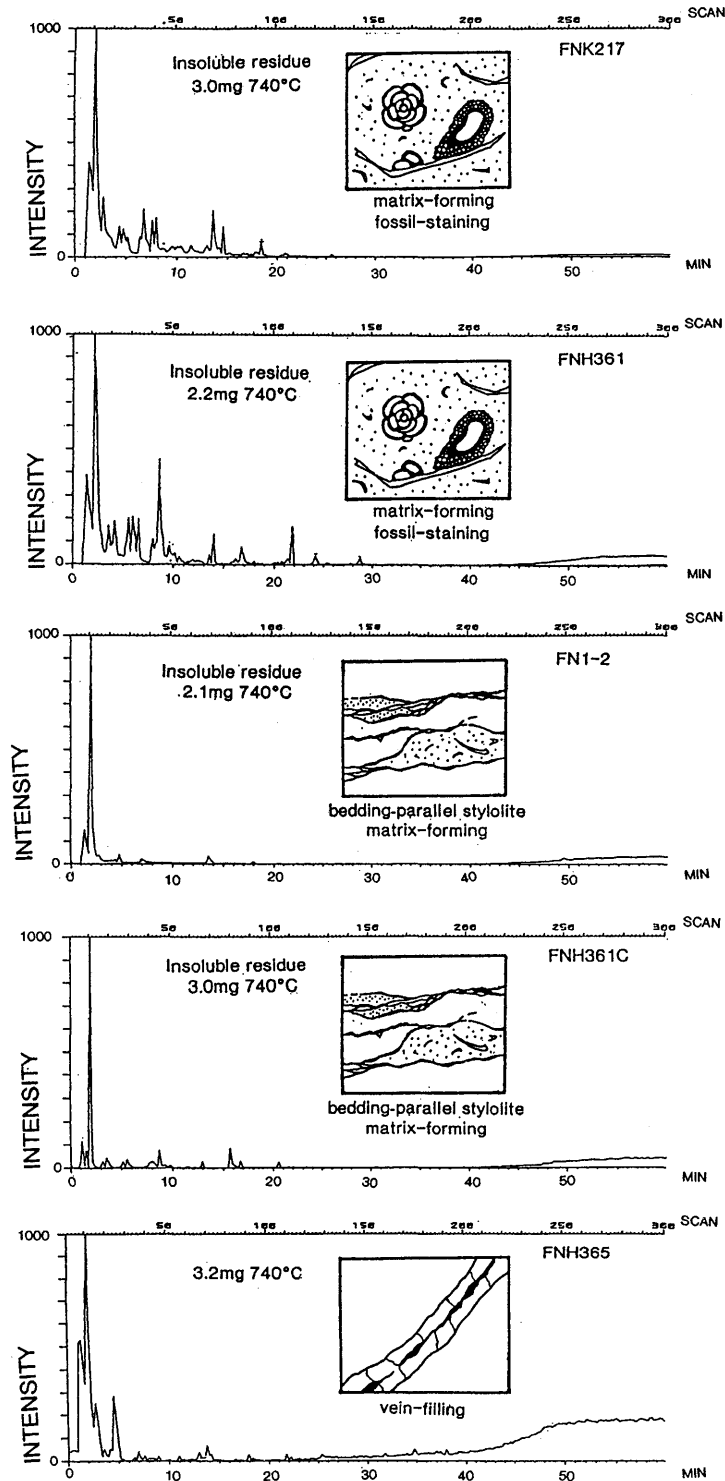 50 100 150 200 250 300 SCAN
1000
Insoluble residue
3.0mg 740°C
FNK217
INTENSITY
matrix-forming
fossil-staining
0
0 10 20 30 40 50 MIN
50 100 150 200 250 300 SCAN
1000
Insoluble residue
2.2mg 740°C
FNH361
INTENSITY
matrix-forming
fossil-staining
0
0 10 20 30 40 50 MIN
50 100 150 200 250 300 SCAN
1000
Insoluble residue
2.1mg 740°C
FN1-2
INTENSITY
bedding-parallel stylolite
matrix-forming
0
0 10 20 30 40 50 MIN
50 100 150 200 250 300 SCAN
1000
Insoluble residue
3.0mg 740°C
FNH361C
INTENSITY
bedding-parallel stylolite
matrix-forming
0
0 10 20 30 40 50 MIN
50 100 150 200 250 300 SCAN
1000
3.2mg 740°C
FNH365
INTENSITY
vein-filling
0
0 10 20 30 40 50 MIN